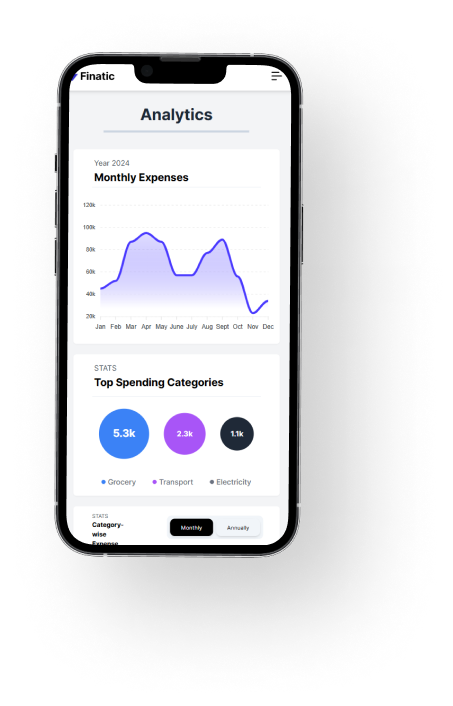 Finatic
Analytics
Year 2024
Monthly Expenses
120k
100k
80k
60k
40k
20k
Jan Feb Mar Apr May June July Aug Sept Oct Nov Dec
STATS
Top Spending Categories
5.3k 2.3k 1.1k
Grocery Transport Electricity
STATS
Category-
wise
Expense
Monthly Annually